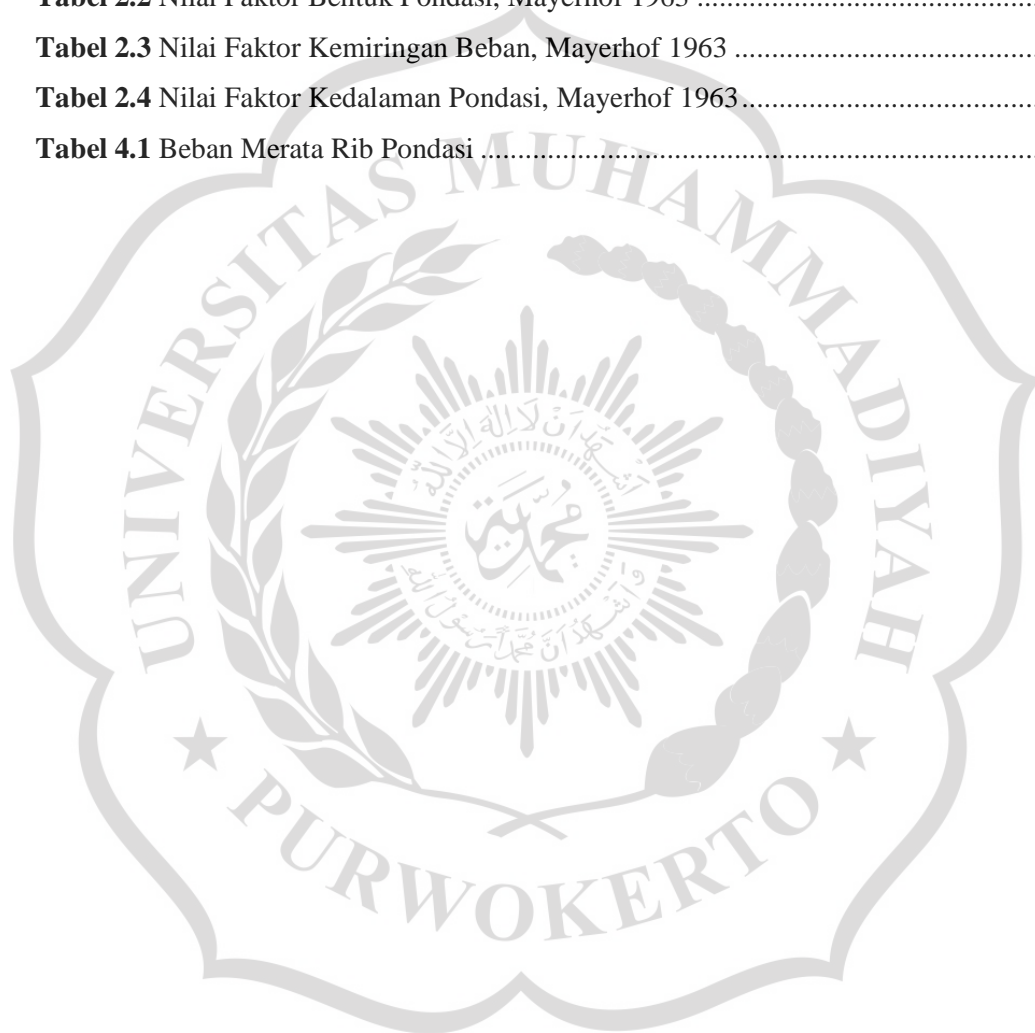 Tabel 2.2 Nilai Faktor Bentuk Pondasi, Mayerhof 1963 ................................................
Tabel 2.3 Nilai Faktor Kemiringan Beban, Mayerhof 1963 ..........................................
Tabel 2.4 Nilai Faktor Kedalaman Pondasi, Mayerhof 1963..........................................
Tabel 4.1 Beban Merata Rib Pondasi ..............................................................................
UNIVERSITAS MUHAMMADIYAH
PURWOKERTO